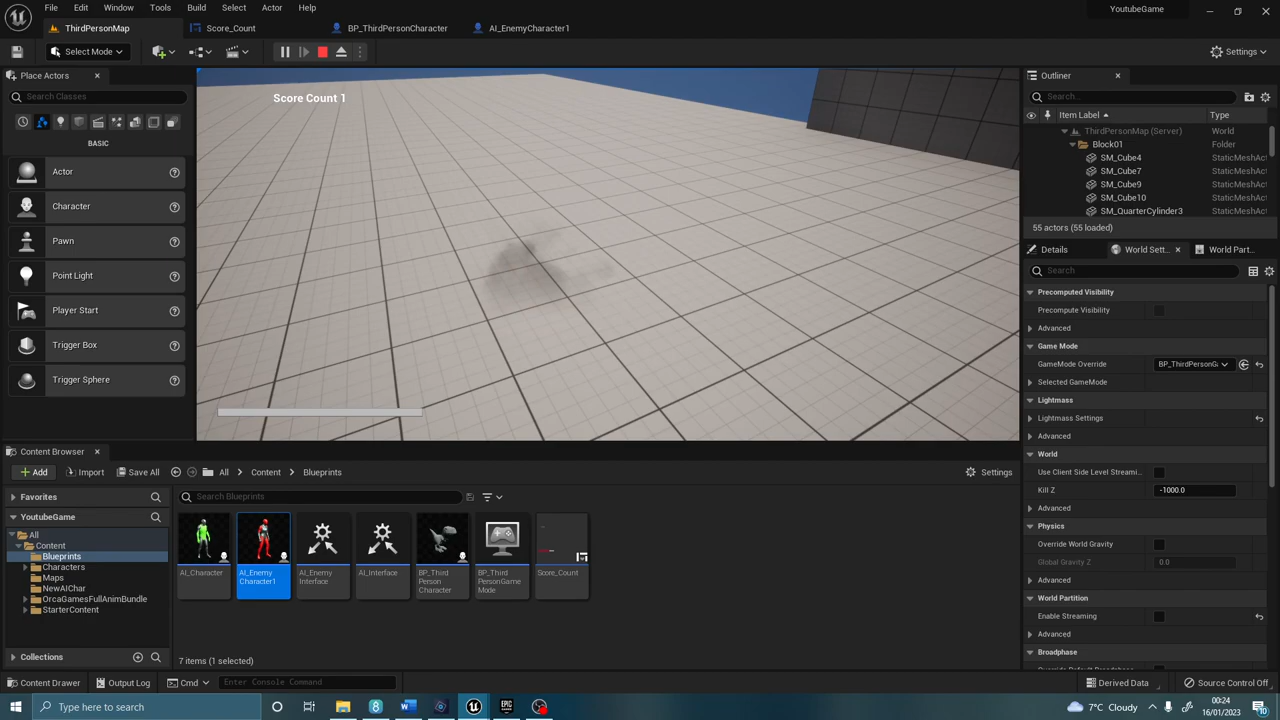 File Edit Window Tools Build Select Actor Help
YoutubeGame
ThirdPersonMap
Score_Count
BP_ThirdPersonCharacter
AI_EnemyCharacter1
Select Mode
Settings
Place Actors
Search Classes
BASIC
Actor
Character
Pawn
Point Light
Player Start
Trigger Box
Trigger Sphere
Score Count 1
Outliner
Search...
Item Label
Type
ThirdPersonMap (Server)
World
Block01
Folder
SM_Cube4
StaticMeshAct
SM_Cube7
StaticMeshAct
SM_Cube9
StaticMeshAct
SM_Cube10
StaticMeshAct
SM_QuarterCylinder3
StaticMeshAct
55 actors (55 loaded)
Details
World Sett...
World Part...
Search
Precomputed Visibility
Precompute Visibility
Advanced
Game Mode
GameMode Override
BP_ThirdPersonG
Selected GameMode
Lightmass
Lightmass Settings
Advanced
World
Use Client Side Level Streami...
Kill Z
-1000.0
Advanced
Physics
Override World Gravity
Global Gravity Z
0.0
Advanced
World Partition
Enable Streaming
Advanced
Broadphase
Content Browser
Add
Import
Save All
All
Content
Blueprints
Settings
Favorites
Search Blueprints
YoutubeGame
All
Content
Blueprints
Characters
Maps
NewAIChar
OrcaGamesFullAnimBundle
StarterContent
Collections
AI_Character
AI_Enemy
Character1
AI_Enemy
Interface
AI_Interface
BP_Third
Person
Character
BP_Third
PersonGame
Mode
Score_Count
7 items (1 selected)
Content Drawer
Output Log
Cmd
Enter Console Command
Derived Data
Source Control Off
Type here to search
7°C Cloudy
00:24
16/01/2023